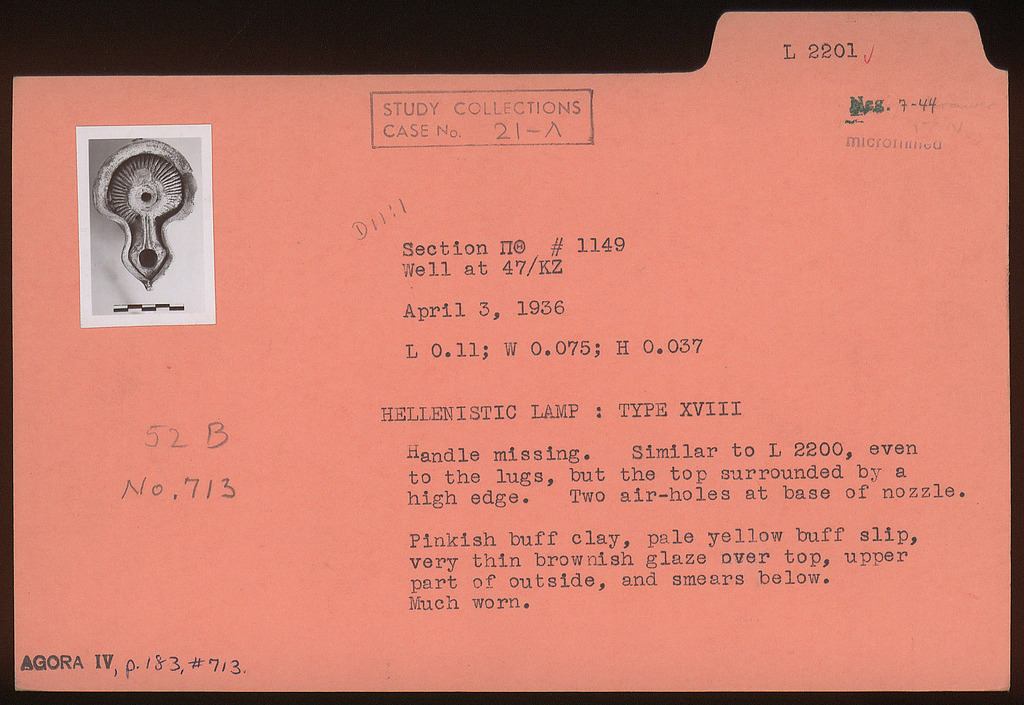 L 2201 ✓
STUDY COLLECTIONS
CASE No. 21-Λ
Neg. 7-44
microfilmed
Section ΠΘ # 1149
Well at 47/ΚΖ
April 3, 1936
L 0.11; W 0.075; H 0.037
HELLENISTIC LAMP : TYPE XVIII
52 B
No. 713
Handle missing. Similar to L 2200, even
to the lugs, but the top surrounded by a
high edge. Two air-holes at base of nozzle.
Pinkish buff clay, pale yellow buff slip,
very thin brownish glaze over top, upper
part of outside, and smears below.
Much worn.
AGORA IV, p. 183, #713.